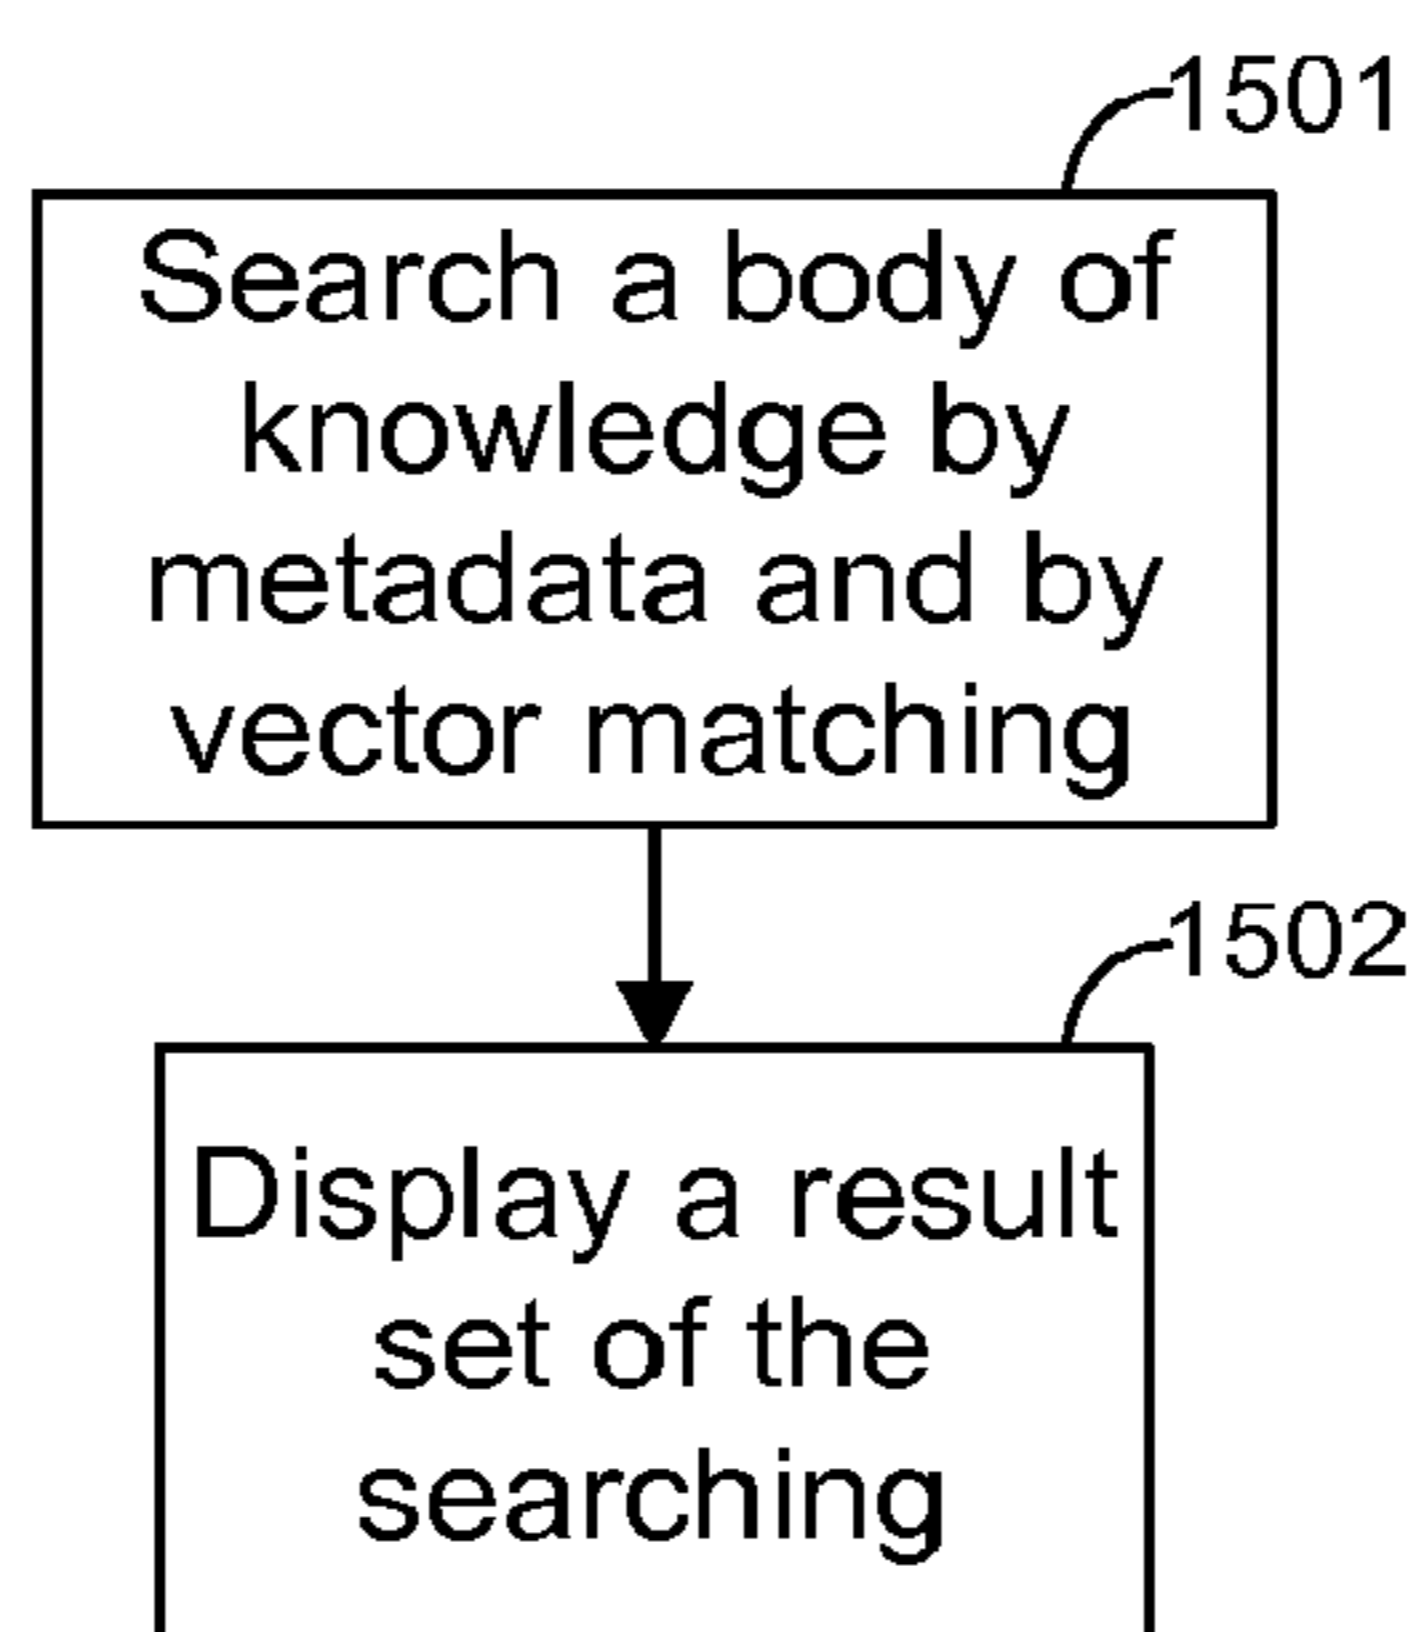 1501
Search a body of
knowledge by
metadata and by
vector matching
1502
Display a result
set of the
searching